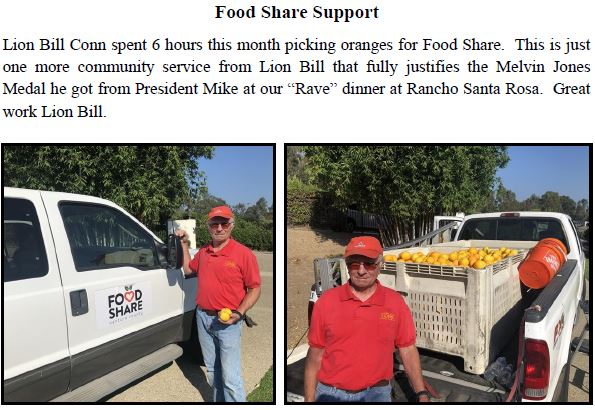 Food Share Support
Lion Bill Conn spent 6 hours this month picking oranges for Food Share. This is just
one more community service from Lion Bill that fully justifies the Melvin Jones
Medal he got from President Mike at our “Rave” dinner at Rancho Santa Rosa. Great
work Lion Bill.
FOOD
SHARE